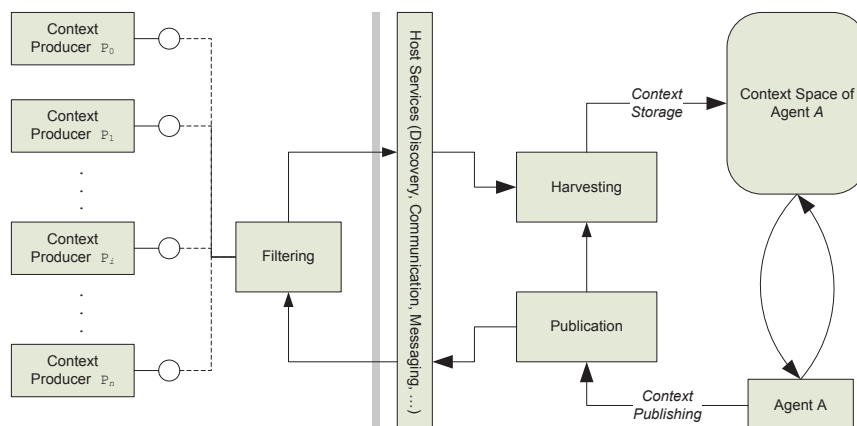 Context
Producer P0
Context
Producer P1
.
.
.
Context
Producer Pi
.
.
.
Context
Producer Pn
Filtering
Host Services (Discovery, Communication, Messaging, …)
Harvesting
Publication
Context
Storage
Context Space of
Agent A
Context
Publishing
Agent A